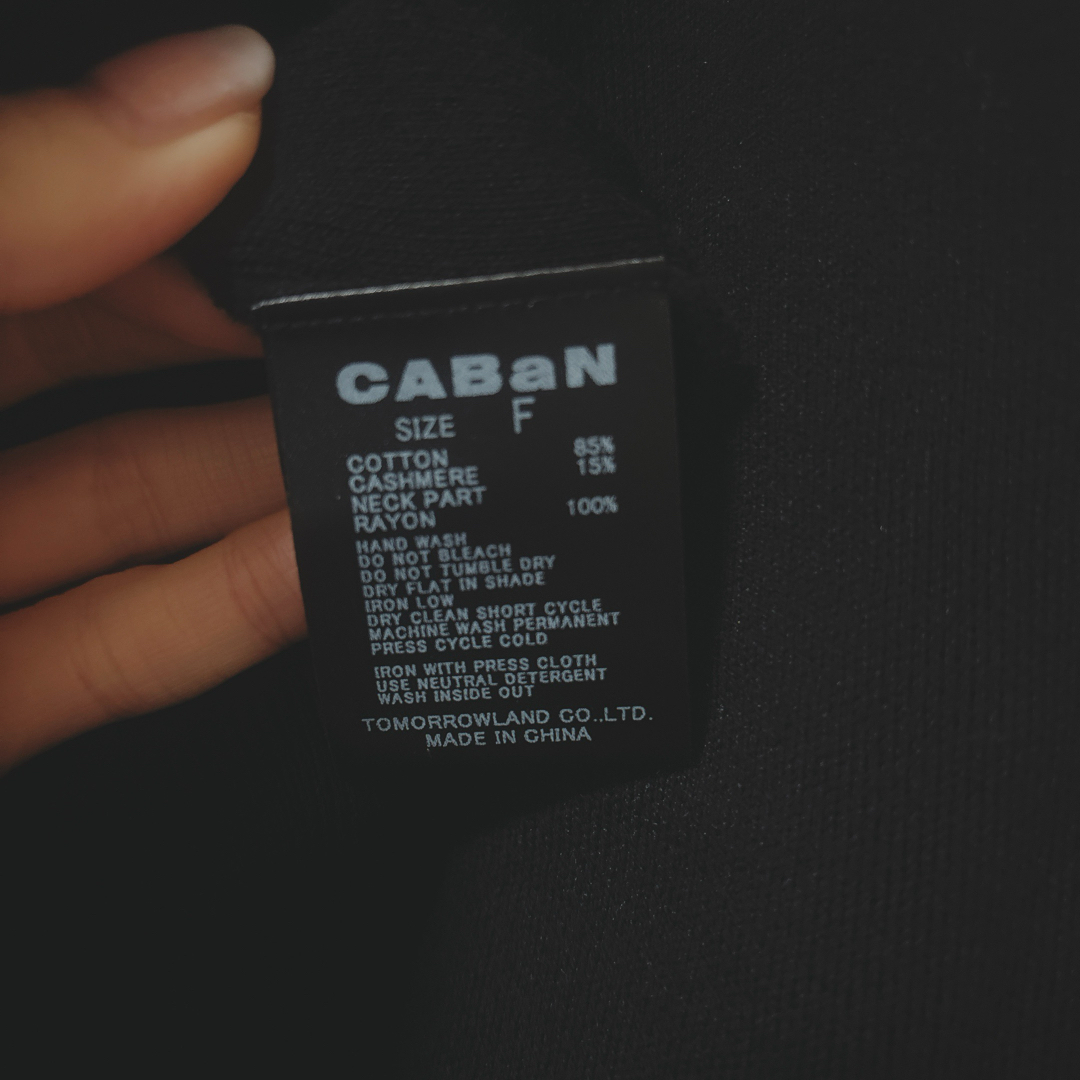 CABaN
SIZE F
COTTON 85%
CASHMERE 15%
NECK PART
RAYON 100%
HAND WASH
DO NOT BLEACH
DO NOT TUMBLE DRY
DRY FLAT IN SHADE
IRON LOW
DRY CLEAN SHORT CYCLE
MACHINE WASH PERMANENT
PRESS CYCLE COLD
IRON WITH PRESS CLOTH
USE NEUTRAL DETERGENT
WASH INSIDE OUT
TOMORROWLAND CO.,LTD.
MADE IN CHINA